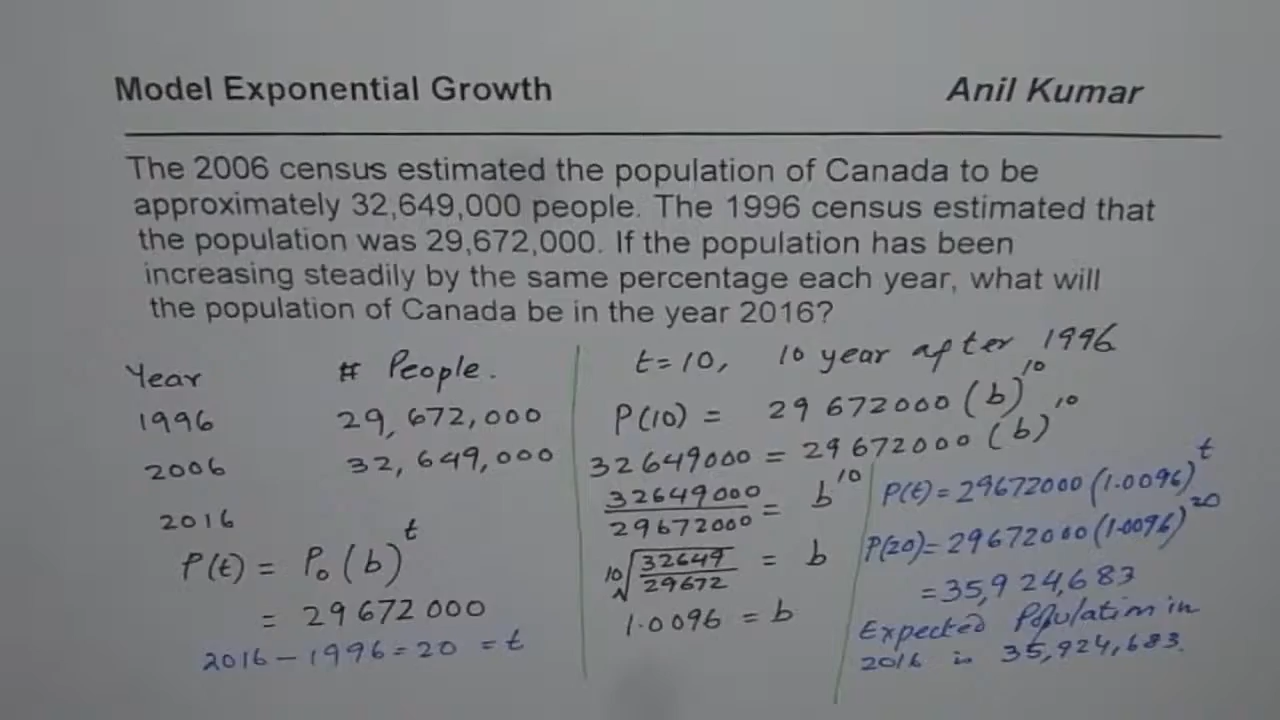 Model Exponential Growth
Anil Kumar
The 2006 census estimated the population of Canada to be
approximately 32,649,000 people. The 1996 census estimated that
the population was 29,672,000. If the population has been
increasing steadily by the same percentage each year, what will
the population of Canada be in the year 2016?
Year # People.
1996 29,672,000
2006 32,649,000
2016
P(t) = P₀(b)^t
= 29672000
2016-1996=20 =t
t=10, 10 year after 1996
P(10) = 29672000(b)^10
32649000 = 29672000(b)^10
32649000/29672000 = b^10
10√32649/29672 = b
1.0096 = b
P(t)=29672000(1.0096)^t
P(20)=29672000(1.0096)^20
=35,924,683
Expected Population in
2016 is 35,924,683.